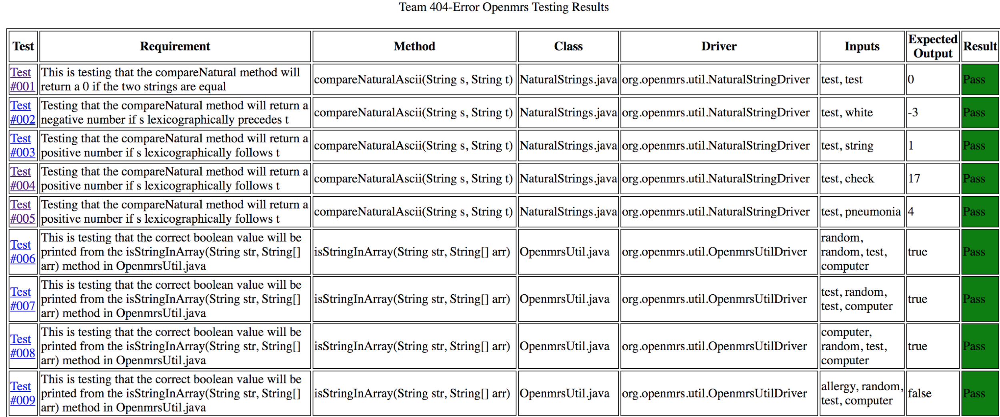 Team 404-Error Openmrs Testing Results
Test Requirement Method Class Driver Inputs Expected Output Result
Test #001 This is testing that the compareNatural method will return a 0 if the two strings are equal compareNaturalAscii(String s, String t) NaturalStrings.java org.openmrs.util.NaturalStringDriver test, test 0 Pass
Test #002 Testing that the compareNatural method will return a negative number if s lexicographically precedes t compareNaturalAscii(String s, String t) NaturalStrings.java org.openmrs.util.NaturalStringDriver test, white -3 Pass
Test #003 Testing that the compareNatural method will return a positive number if s lexicographically follows t compareNaturalAscii(String s, String t) NaturalStrings.java org.openmrs.util.NaturalStringDriver test, string 1 Pass
Test #004 Testing that the compareNatural method will return a positive number if s lexicographically follows t compareNaturalAscii(String s, String t) NaturalStrings.java org.openmrs.util.NaturalStringDriver test, check 17 Pass
Test #005 Testing that the compareNatural method will return a positive number if s lexicographically follows t compareNaturalAscii(String s, String t) NaturalStrings.java org.openmrs.util.NaturalStringDriver test, pneumonia 4 Pass
Test #006 This is testing that the correct boolean value will be printed from the isStringInArray(String str, String[] arr) method in OpenmrsUtil.java isStringInArray(String str, String[] arr) OpenmrsUtil.java org.openmrs.util.OpenmrsUtilDriver random, random, test, computer true Pass
Test #007 This is testing that the correct boolean value will be printed from the isStringInArray(String str, String[] arr) method in OpenmrsUtil.java isStringInArray(String str, String[] arr) OpenmrsUtil.java org.openmrs.util.OpenmrsUtilDriver test, random, test, computer true Pass
Test #008 This is testing that the correct boolean value will be printed from the isStringInArray(String str, String[] arr) method in OpenmrsUtil.java isStringInArray(String str, String[] arr) OpenmrsUtil.java org.openmrs.util.OpenmrsUtilDriver computer, random, test, computer true Pass
Test #009 This is testing that the correct boolean value will be printed from the isStringInArray(String str, String[] arr) method in OpenmrsUtil.java isStringInArray(String str, String[] arr) OpenmrsUtil.java org.openmrs.util.OpenmrsUtilDriver allergy, random, test, computer false Pass